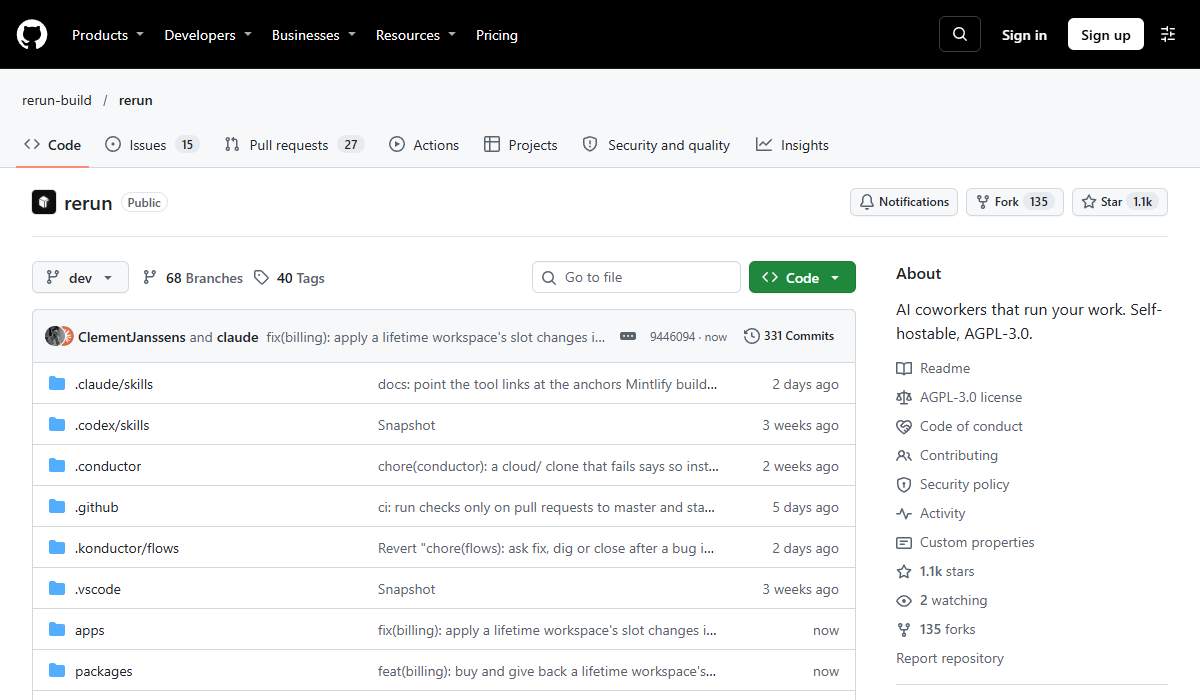 Products Developers Businesses Resources Pricing Sign in Sign up
rerun-build / rerun
Code Issues 15 Pull requests 27 Actions Projects Security and quality Insights
rerun Public Notifications Fork 135 Star 1.1k
dev 68 Branches 40 Tags Go to file Code
ClementJanssens and claude fix(billing): apply a lifetime workspace's slot changes i... 9446094 · now 331 Commits
.claude/skills docs: point the tool links at the anchors Mintlify build... 2 days ago
.codex/skills Snapshot 3 weeks ago
.conductor chore(conductor): a cloud/ clone that fails says so inst... 2 weeks ago
.github ci: run checks only on pull requests to master and sta... 5 days ago
.konductor/flows Revert "chore(flows): ask fix, dig or close after a bug i... 2 days ago
.vscode Snapshot 3 weeks ago
apps fix(billing): apply a lifetime workspace's slot changes i... now
packages feat(billing): buy and give back a lifetime workspace's... now
About
AI coworkers that run your work. Self-
hostable, AGPL-3.0.
Readme
AGPL-3.0 license
Code of conduct
Contributing
Security policy
Activity
Custom properties
1.1k stars
2 watching
135 forks
Report repository